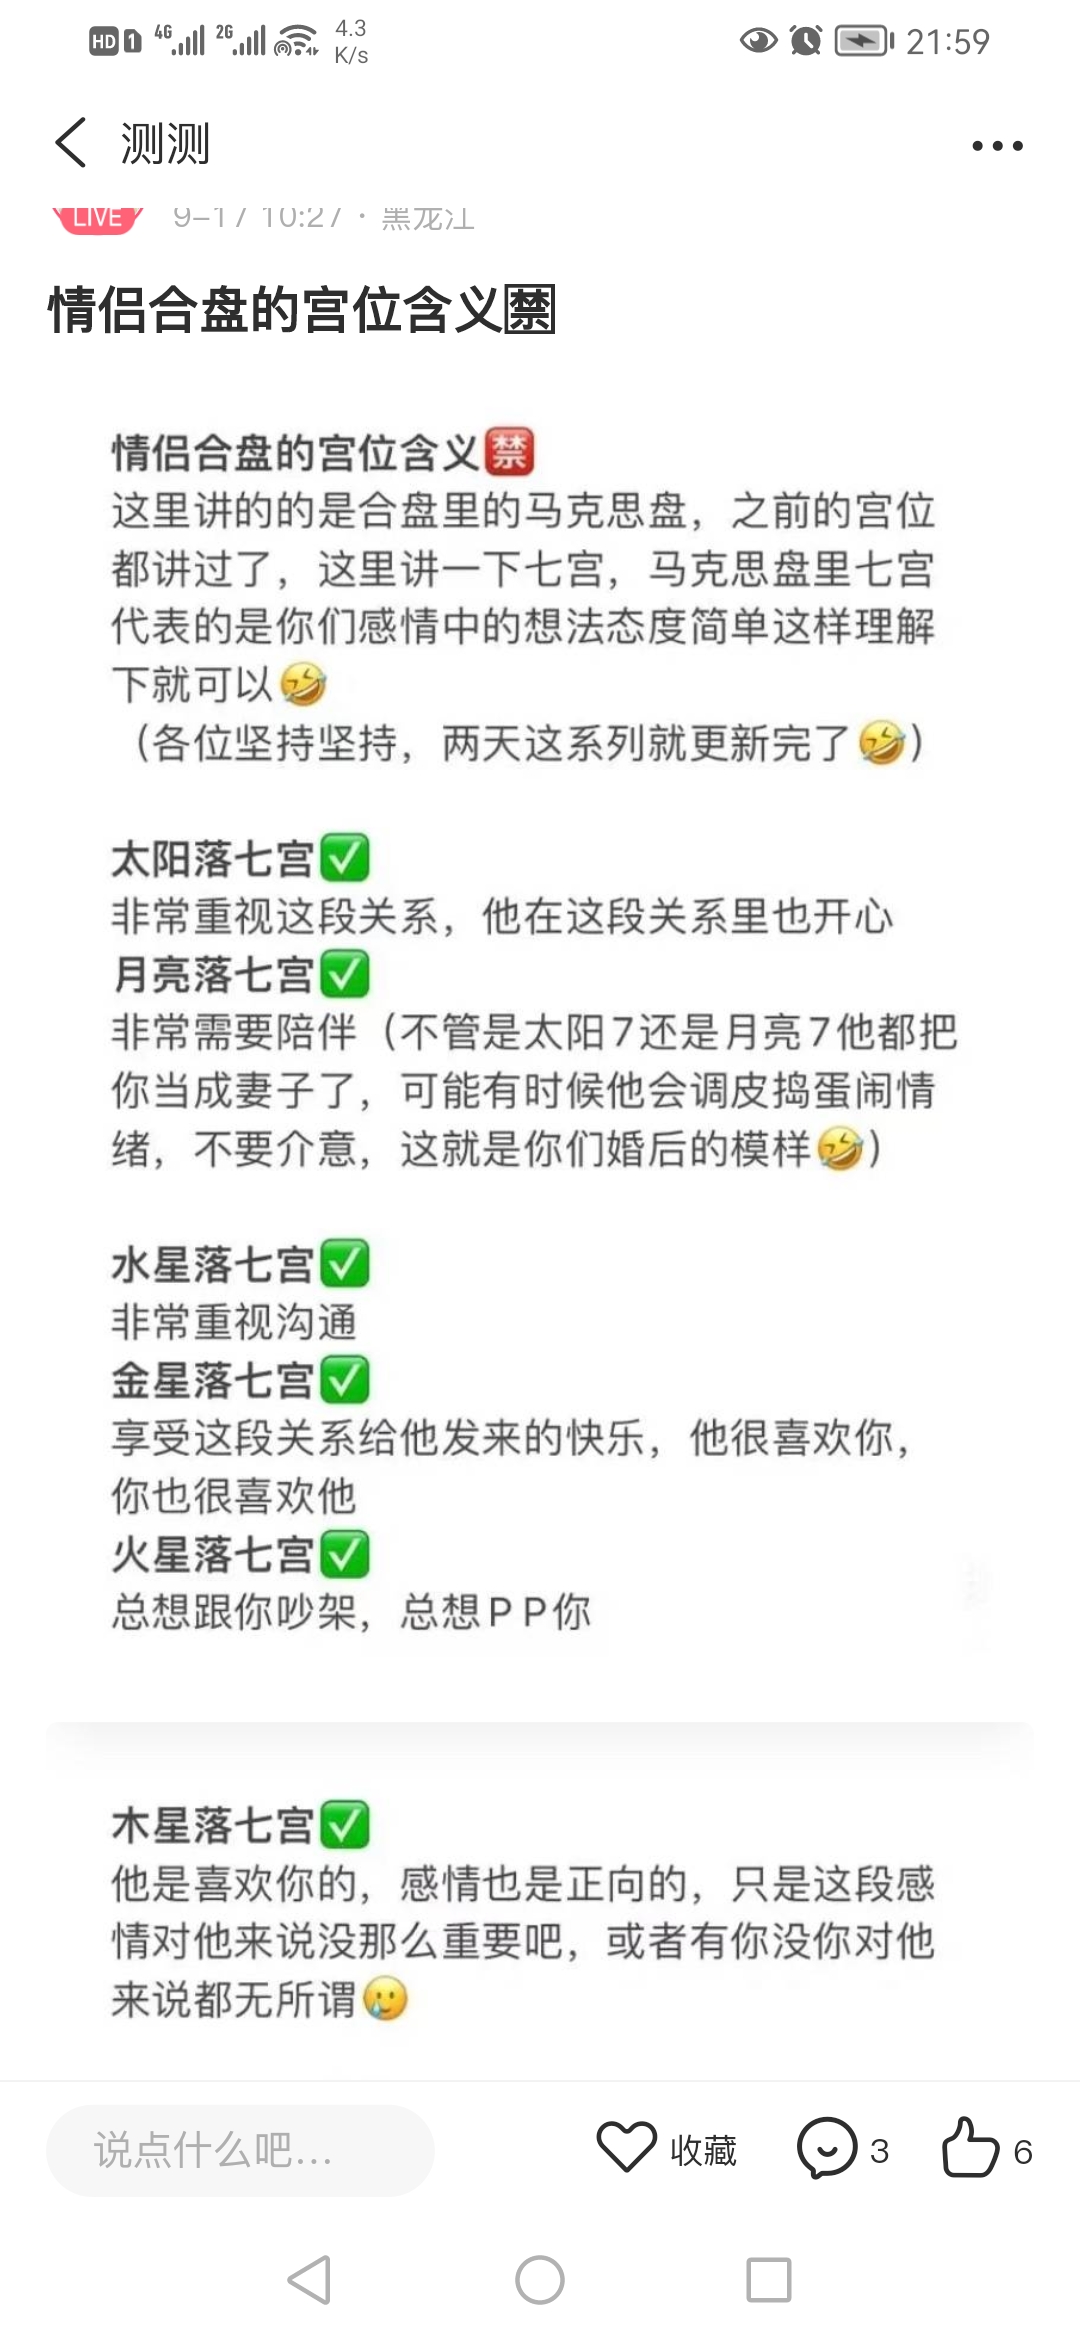 HD 1 4G 2G 4.3 K/s 21:59
测测
LIVE 9-17 10:27 · 黑龙江
情侣合盘的宫位含义🈲
情侣合盘的宫位含义🈲
这里讲的的是合盘里的马克思盘，之前的宫位
都讲过了，这里讲一下七宫，马克思盘里七宫
代表的是你们感情中的想法态度简单这样理解
下就可以🤣
（各位坚持坚持，两天这系列就更新完了🤣）
太阳落七宫✅
非常重视这段关系，他在这段关系里也开心
月亮落七宫✅
非常需要陪伴（不管是太阳7还是月亮7他都把
你当成妻子了，可能有时候他会调皮捣蛋闹情
绪，不要介意，这就是你们婚后的模样🤣）
水星落七宫✅
非常重视沟通
金星落七宫✅
享受这段关系给他发来的快乐，他很喜欢你，
你也很喜欢他
火星落七宫✅
总想跟你吵架，总想PP你
木星落七宫✅
他是喜欢你的，感情也是正向的，只是这段感
情对他来说没那么重要吧，或者有你没你对他
来说都无所谓🥲
说点什么吧... 收藏 3 6